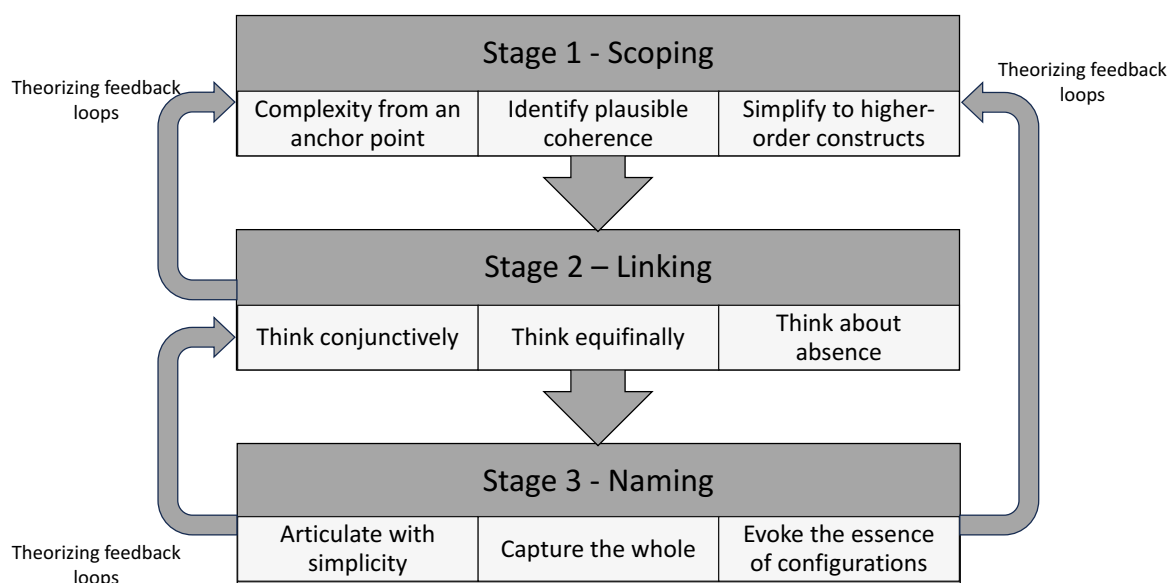 Stage 1 - Scoping
Theorizing feedback
loops
Theorizing feedback
loops
Complexity from an
anchor point
Identify plausible
coherence
Simplify to higher-
order constructs
Stage 2 – Linking
Think conjunctively
Think equifinally
Think about
absence
Stage 3 - Naming
Articulate with
simplicity
Capture the whole
Evoke the essence
of configurations
Theorizing feedback
loops